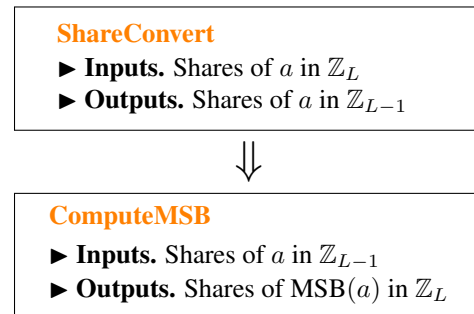 ShareConvert
► Inputs. Shares of a in ℤ_L
► Outputs. Shares of a in ℤ_{L−1}
⇓
ComputeMSB
► Inputs. Shares of a in ℤ_{L−1}
► Outputs. Shares of MSB(a) in ℤ_L